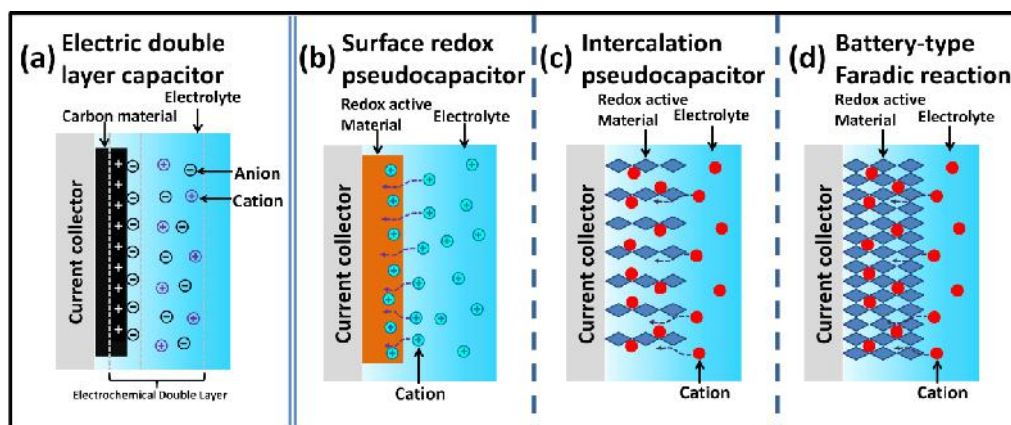 (a) Electric double
layer capacitor
Electrolyte
Carbon material
Current collector
Anion
Cation
Electrochemical Double Layer
(b) Surface redox
pseudocapacitor
Redox active
Material
Electrolyte
Current collector
Cation
(c) Intercalation
pseudocapacitor
Redox active
Material
Electrolyte
Current collector
Cation
(d) Battery-type
Faradic reaction
Redox active
Material
Electrolyte
Current collector
Cation